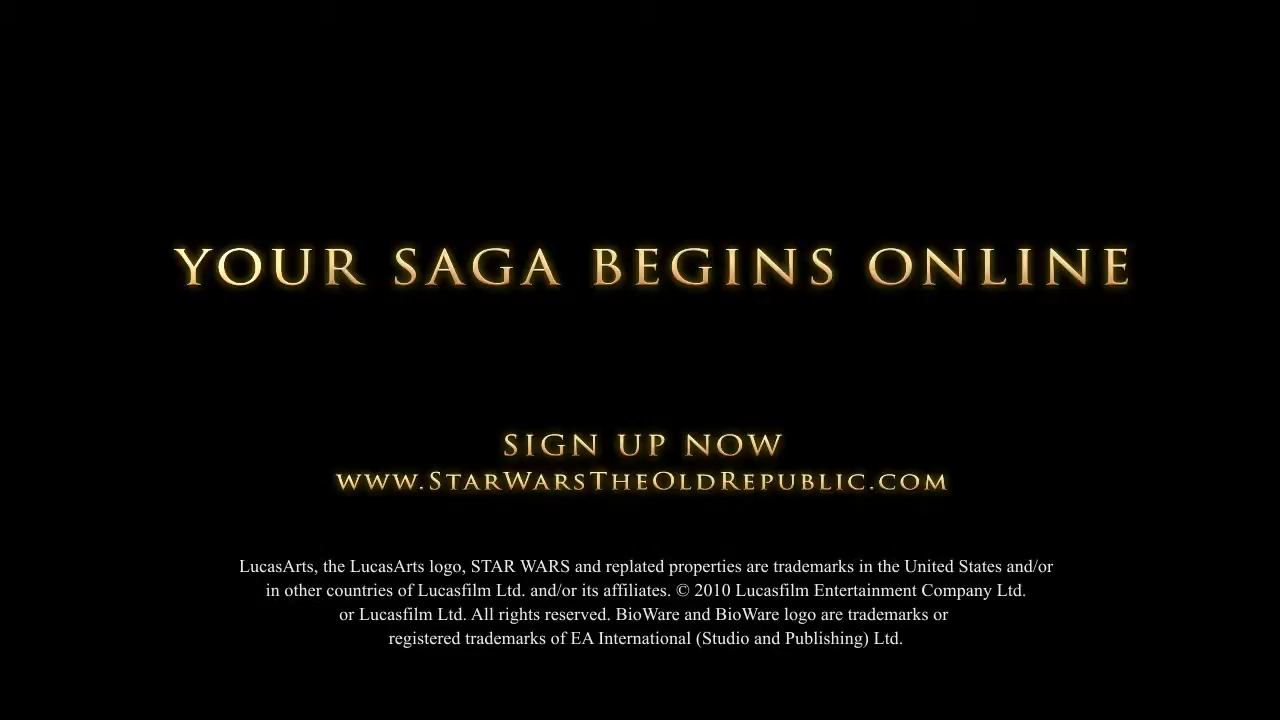 YOUR SAGA BEGINS ONLINE
SIGN UP NOW
WWW.STARWARSTHEOLDREPUBLIC.COM
LucasArts, the LucasArts logo, STAR WARS and replated properties are trademarks in the United States and/or
in other countries of Lucasfilm Ltd. and/or its affiliates. © 2010 Lucasfilm Entertainment Company Ltd.
or Lucasfilm Ltd. All rights reserved. BioWare and BioWare logo are trademarks or
registered trademarks of EA International (Studio and Publishing) Ltd.